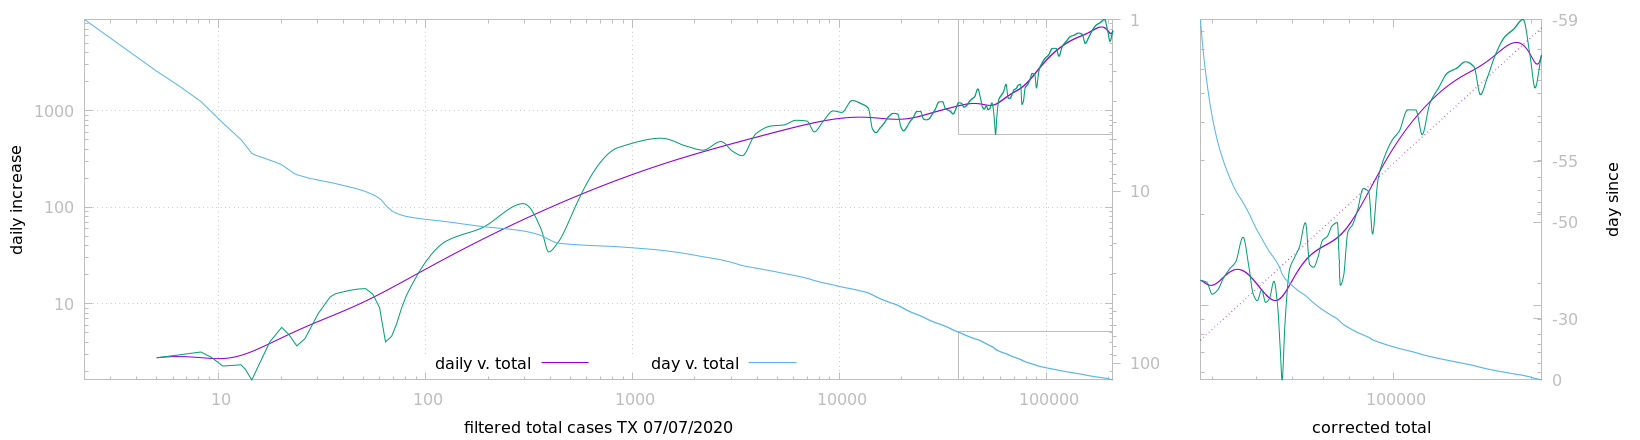 daily increase
1000
100
10
10
100
1000
10000
100000
1
10
100
daily v. total
day v. total
filtered total cases TX 07/07/2020
-59
-55
-50
-30
0
day since
100000
corrected total